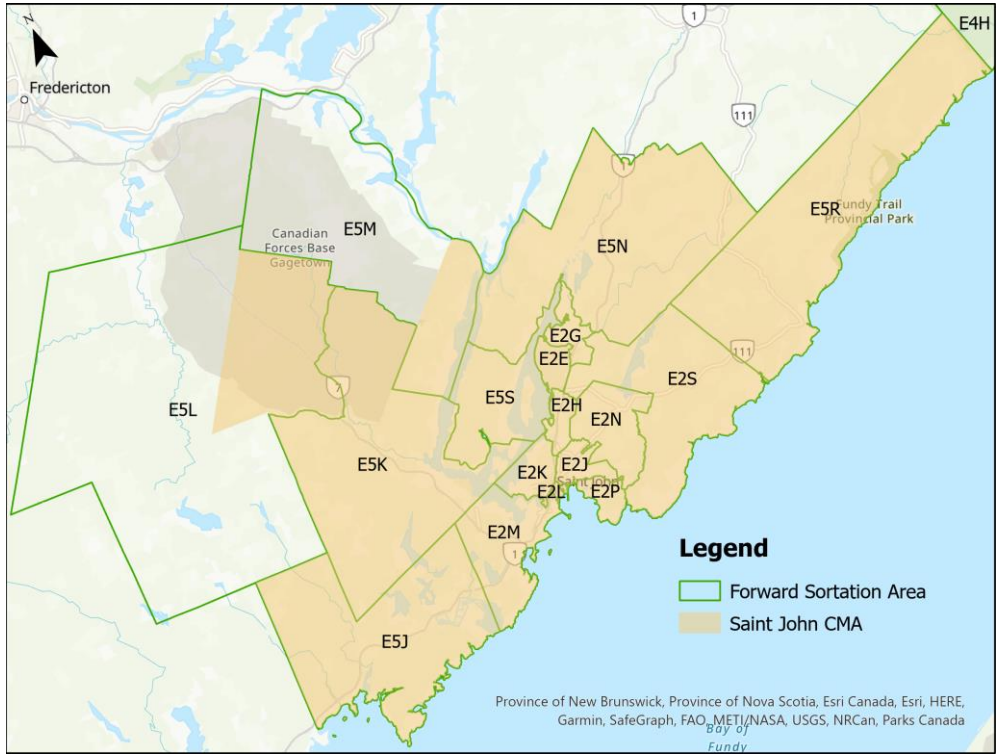 N
1
E4H
Fredericton
111
1
E5R
Fundy Trail
Provincial Park
E5M
Canadian
Forces Base
Gagetown
E5N
E2G
E2E
111
E2S
7
E5L
E5S
E2H
E2N
E5K
E2J
E2K
Saint John
E2L
E2P
E2M
1
E5J
Legend
Forward Sortation Area
Saint John CMA
Province of New Brunswick, Province of Nova Scotia, Esri Canada, Esri, HERE,
Garmin, SafeGraph, FAO, METI/NASA, USGS, NRCan, Parks Canada
Bay of
Fundy